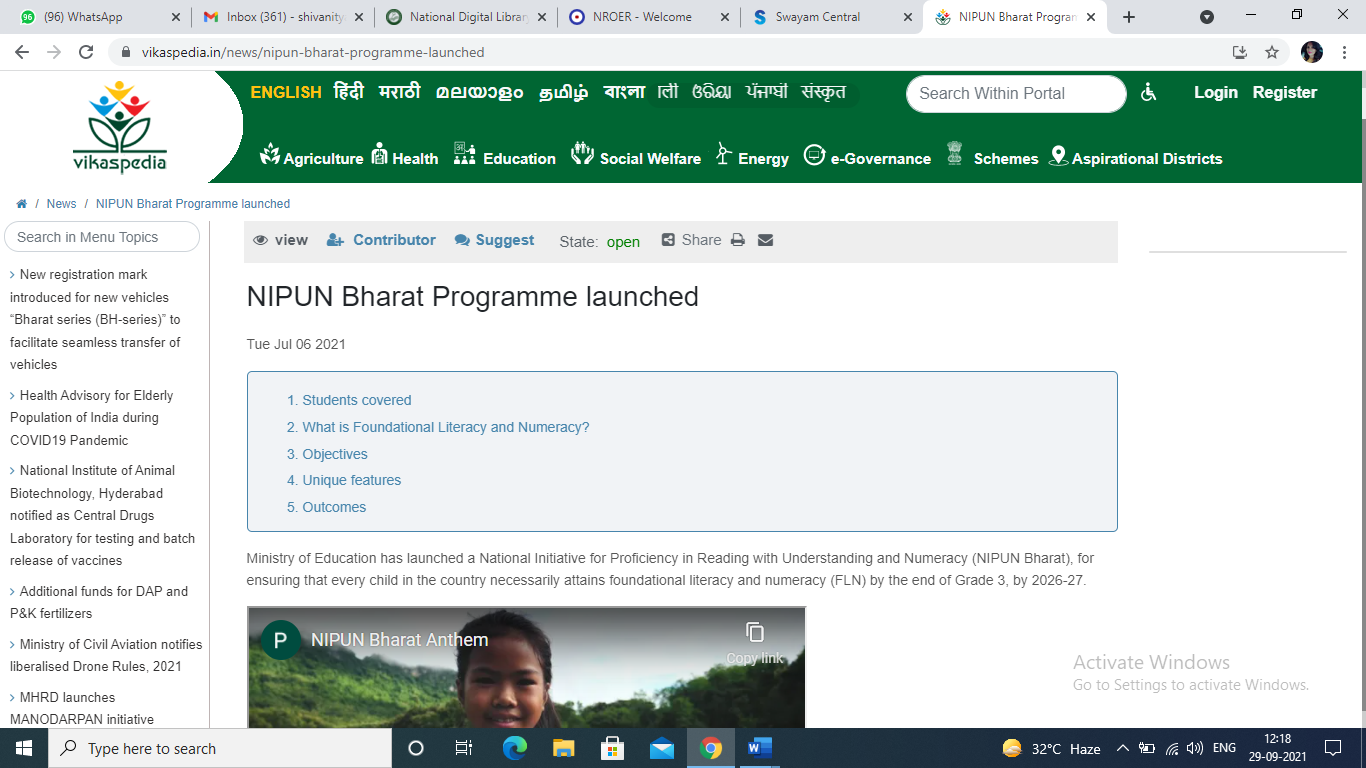 (96) WhatsApp
Inbox (361) - shivanity
National Digital Library
NROER - Welcome
Swayam Central
NIPUN Bharat Program
vikaspedia.in/news/nipun-bharat-programme-launched
vikaspedia
ENGLISH हिंदी मराठी മലയാളം தமிழ் বাংলা ଓଡ଼ିଆ ਪੰਜਾਬੀ संस्कृत
Search Within Portal
Login Register
Agriculture Health Education Social Welfare Energy e-Governance Schemes Aspirational Districts
/ News / NIPUN Bharat Programme launched
Search in Menu Topics
New registration mark
introduced for new vehicles
“Bharat series (BH-series)” to
facilitate seamless transfer of
vehicles
Health Advisory for Elderly
Population of India during
COVID19 Pandemic
National Institute of Animal
Biotechnology, Hyderabad
notified as Central Drugs
Laboratory for testing and batch
release of vaccines
Additional funds for DAP and
P&K fertilizers
Ministry of Civil Aviation notifies
liberalised Drone Rules, 2021
MHRD launches
MANODARPAN initiative
view Contributor Suggest State: open Share
NIPUN Bharat Programme launched
Tue Jul 06 2021
1. Students covered
2. What is Foundational Literacy and Numeracy?
3. Objectives
4. Unique features
5. Outcomes
Ministry of Education has launched a National Initiative for Proficiency in Reading with Understanding and Numeracy (NIPUN Bharat), for
ensuring that every child in the country necessarily attains foundational literacy and numeracy (FLN) by the end of Grade 3, by 2026-27.
P NIPUN Bharat Anthem
Copy link
Activate Windows
Go to Settings to activate Windows.
Type here to search
32°C Haze
ENG
12:18
29-09-2021